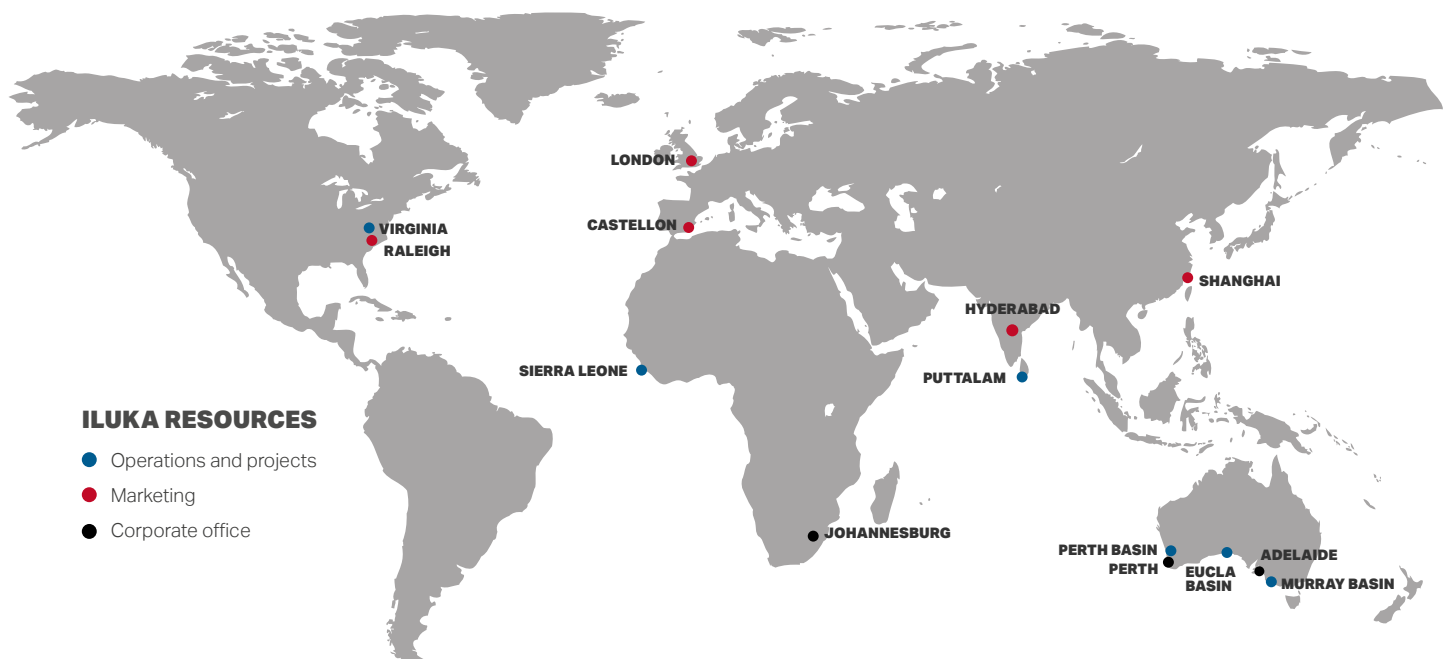 LONDON
CASTELLON
VIRGINIA
RALEIGH
SHANGHAI
HYDERABAD
SIERRA LEONE
PUTTALAM
ILUKA RESOURCES
Operations and projects
Marketing
Corporate office
JOHANNESBURG
PERTH BASIN
PERTH
EUCLA
BASIN
ADELAIDE
MURRAY BASIN